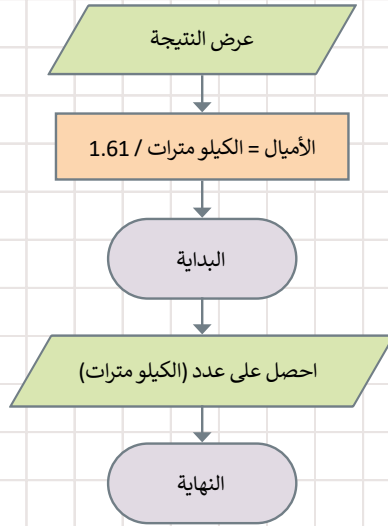 عرض النتيجة
الأميال = الكيلو مترات / 1.61
البداية
احصل على عدد (الكيلو مترات)
النهاية